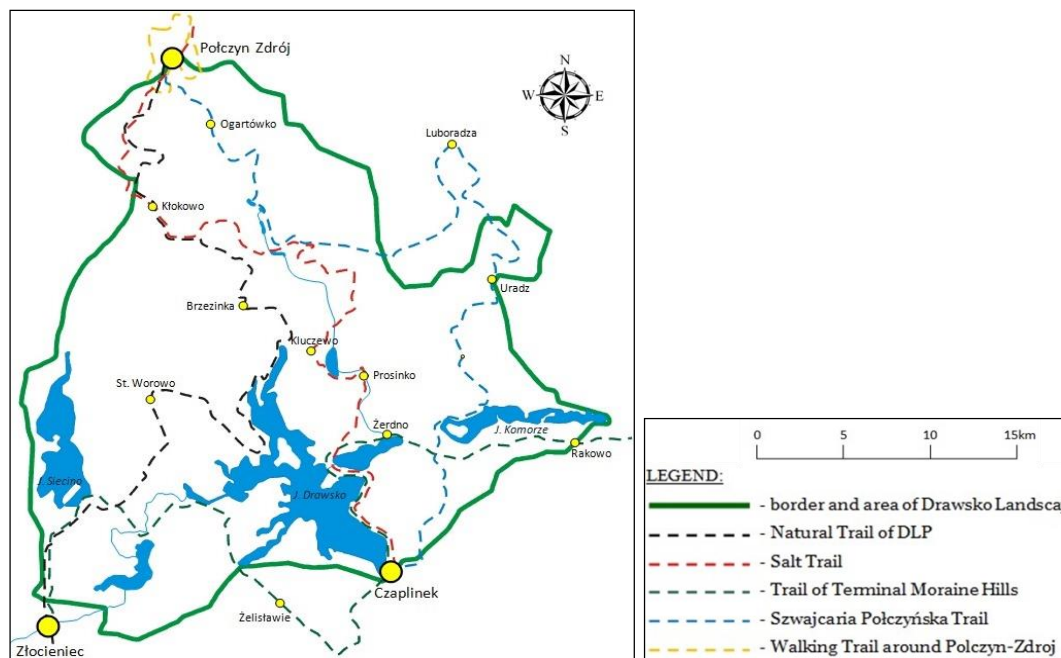 Połczyn Zdrój
N
W E
S
Ogartówko
Luboradza
Kłokowo
Uradz
Brzezinka
Kluczewo
Prosinko
St. Worowo
Żerdno
J. Komorze
Rakowo
J. Siecino
J. Drawsko
Czaplinek
Żelisławie
Złocieniec
0 5 10 15km
LEGEND:
- border and area of Drawsko Landsca
- Natural Trail of DLP
- Salt Trail
- Trail of Terminal Moraine Hills
- Szwajcaria Połczyńska Trail
- Walking Trail around Polczyn-Zdroj